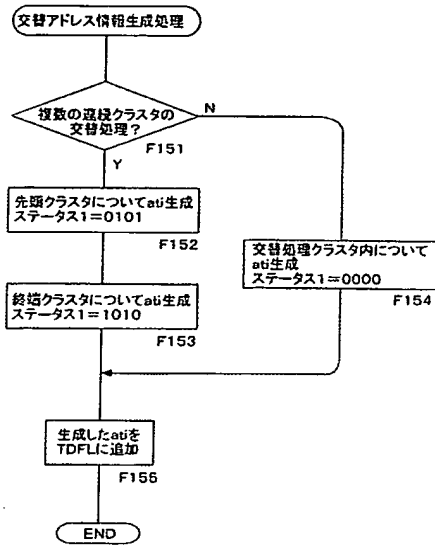 交替アドレス情報生成処理
複数の連続クラスタの
交替処理？
N
F151
Y
先頭クラスタについてati生成
ステータス1＝0101
F152
交替処理クラスタ内について
ati生成
ステータス1＝0000
F154
終端クラスタについてati生成
ステータス1＝1010
F153
生成したatiを
TDFLに追加
F155
END